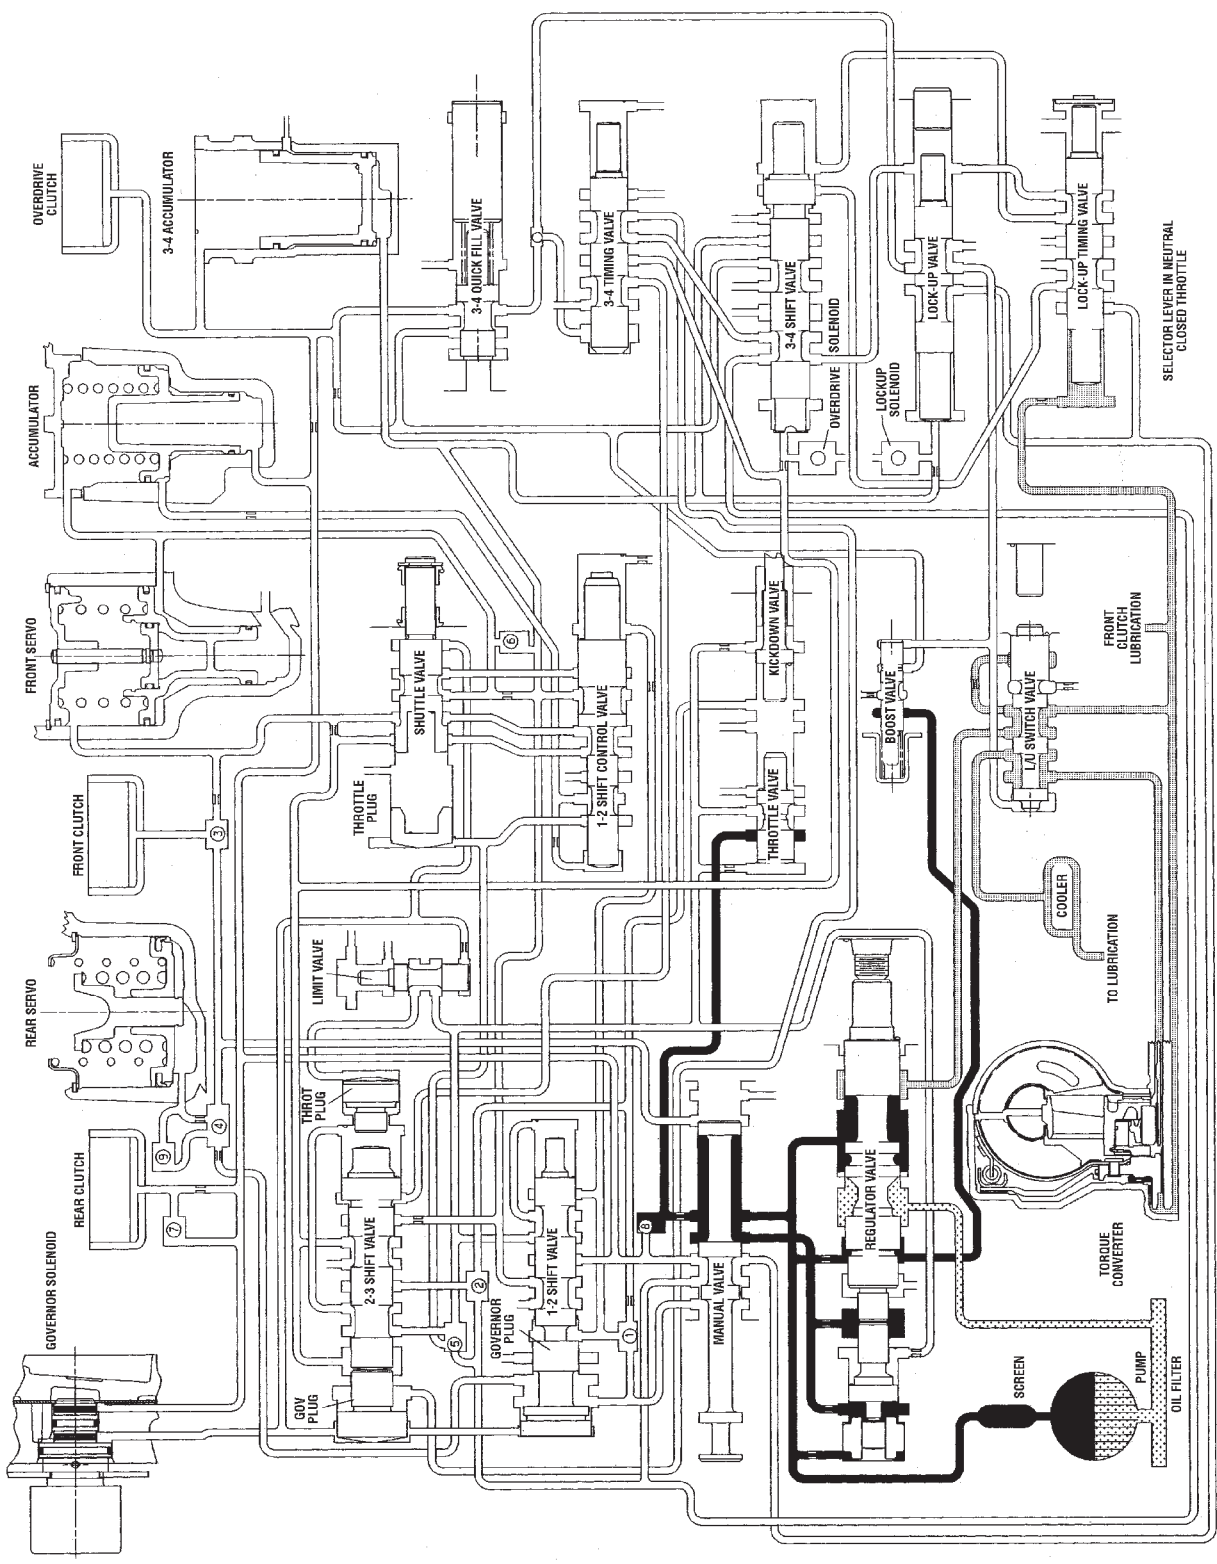 OVERDRIVE
CLUTCH
3-4 ACCUMULATOR
3-4 QUICK FILL VALVE
3-4 TIMING VALVE
3-4 SHIFT VALVE
OVERDRIVE SOLENOID
LOCKUP
SOLENOID
LOCK-UP VALVE
LOCK-UP TIMING VALVE
SELECTOR LEVER IN NEUTRAL
CLOSED THROTTLE
ACCUMULATOR
FRONT SERVO
SHUTTLE VALVE
THROTTLE
PLUG
6
1-2 SHIFT CONTROL VALVE
KICKDOWN VALVE
THROTTLE VALVE
BOOST VALVE
L/U SWITCH VALVE
FRONT
CLUTCH
LUBRICATION
FRONT CLUTCH
3
COOLER
TO LUBRICATION
REAR SERVO
LIMIT VALVE
THROT
PLUG
REAR CLUTCH
9
4
7
2-3 SHIFT VALVE
GOV
PLUG
5
2
1-2 SHIFT VALVE
GOVERNOR
PLUG
1
8
MANUAL VALVE
REGULATOR VALVE
TORQUE
CONVERTER
GOVERNOR SOLENOID
SCREEN
PUMP
OIL FILTER